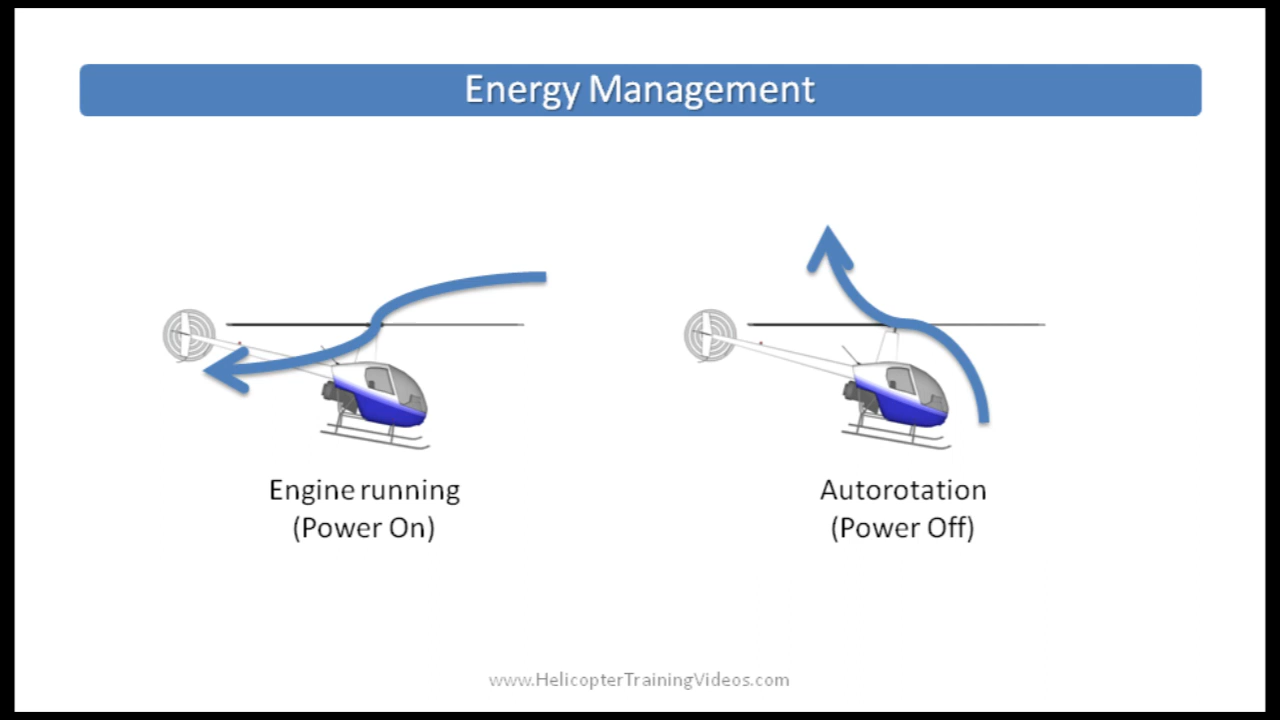 Energy Management
Engine running
(Power On)
Autorotation
(Power Off)
www.HelicopterTrainingVideos.com